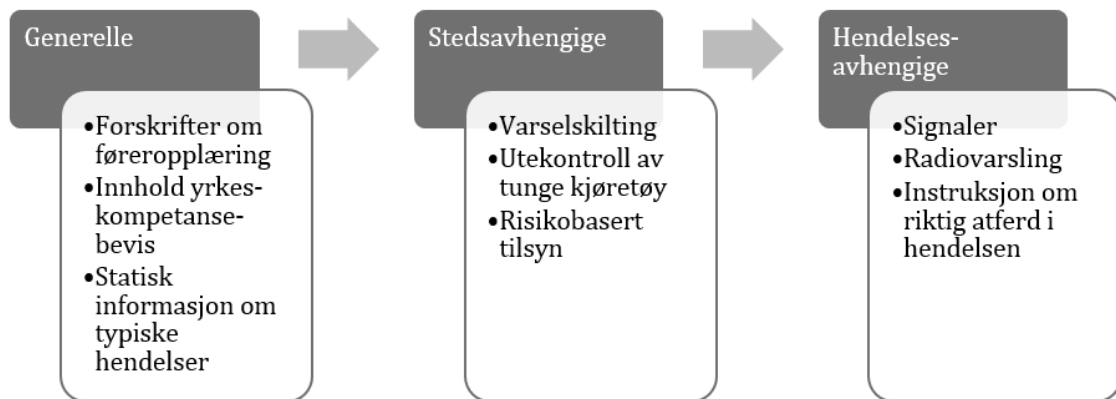 Generelle
•Forskrifter om
føreropplæring
•Innhold yrkes-
kompetanse-
bevis
•Statisk
informasjon om
typiske
hendelser
Stedsavhengige
•Varselskilting
•Utekontroll av
tunge kjøretøy
•Risikobasert
tilsyn
Hendelses-
avhengige
•Signaler
•Radiovarsling
•Instruksjon om
riktig atferd i
hendelsen